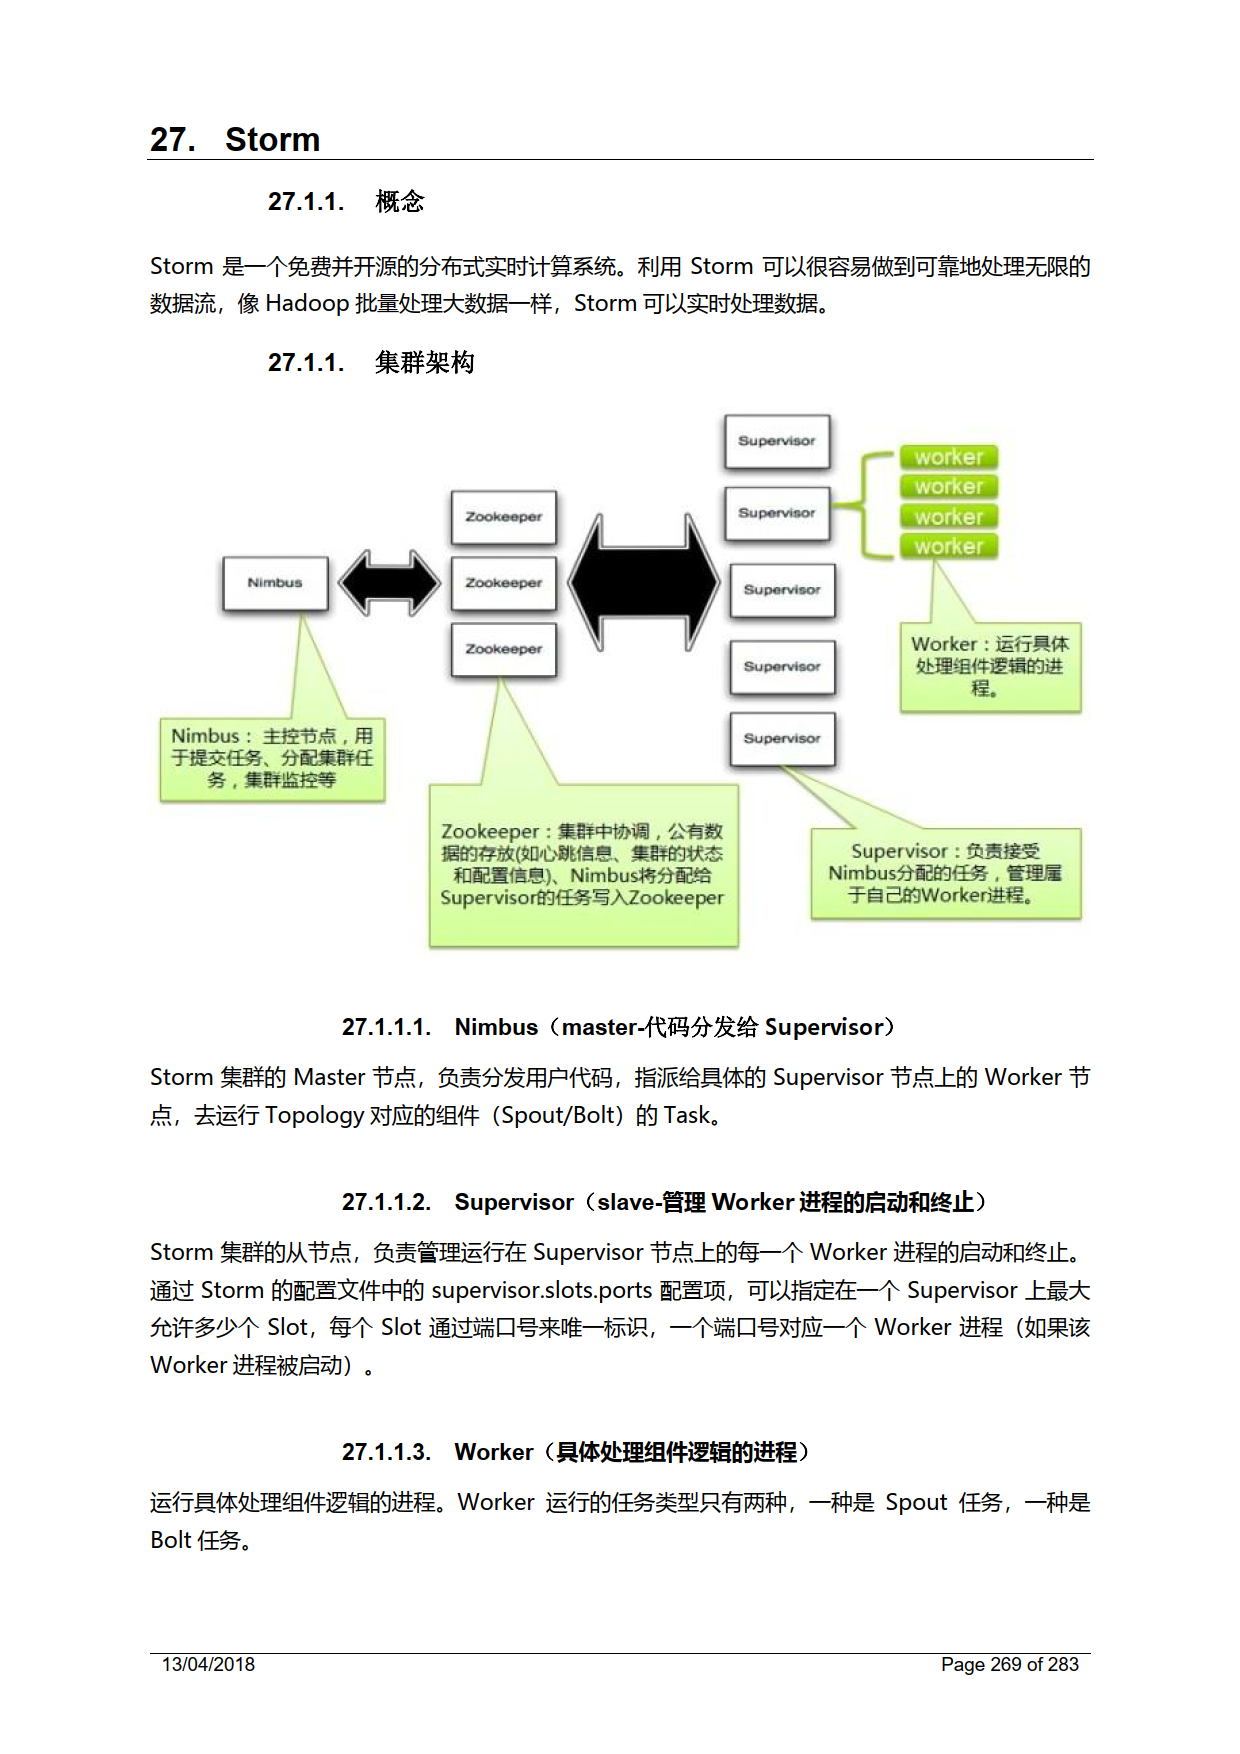 27. Storm
27.1.1. 概念
Storm 是一个免费并开源的分布式实时计算系统。利用 Storm 可以很容易做到可靠地处理无限的
数据流，像 Hadoop 批量处理大数据一样，Storm 可以实时处理数据。
27.1.1. 集群架构
Supervisor
worker
worker
Zookeeper
Supervisor
worker
worker
Nimbus
Zookeeper
Supervisor
Zookeeper
Worker：运行具体
处理组件逻辑的进
程。
Supervisor
Nimbus： 主控节点，用
于提交任务、分配集群任
务，集群监控等
Supervisor
Zookeeper：集群中协调，公有数
据的存放(如心跳信息、集群的状态
和配置信息)、Nimbus将分配给
Supervisor的任务写入Zookeeper
Supervisor：负责接受
Nimbus分配的任务，管理属
于自己的Worker进程。
27.1.1.1. Nimbus（master-代码分发给 Supervisor）
Storm 集群的 Master 节点，负责分发用户代码，指派给具体的 Supervisor 节点上的 Worker 节
点，去运行 Topology 对应的组件（Spout/Bolt）的 Task。
27.1.1.2. Supervisor（slave-管理 Worker 进程的启动和终止）
Storm 集群的从节点，负责管理运行在 Supervisor 节点上的每一个 Worker 进程的启动和终止。
通过 Storm 的配置文件中的 supervisor.slots.ports 配置项，可以指定在一个 Supervisor 上最大
允许多少个 Slot，每个 Slot 通过端口号来唯一标识，一个端口号对应一个 Worker 进程（如果该
Worker 进程被启动）。
27.1.1.3. Worker（具体处理组件逻辑的进程）
运行具体处理组件逻辑的进程。Worker 运行的任务类型只有两种，一种是 Spout 任务，一种是
Bolt 任务。
13/04/2018
Page 269 of 283